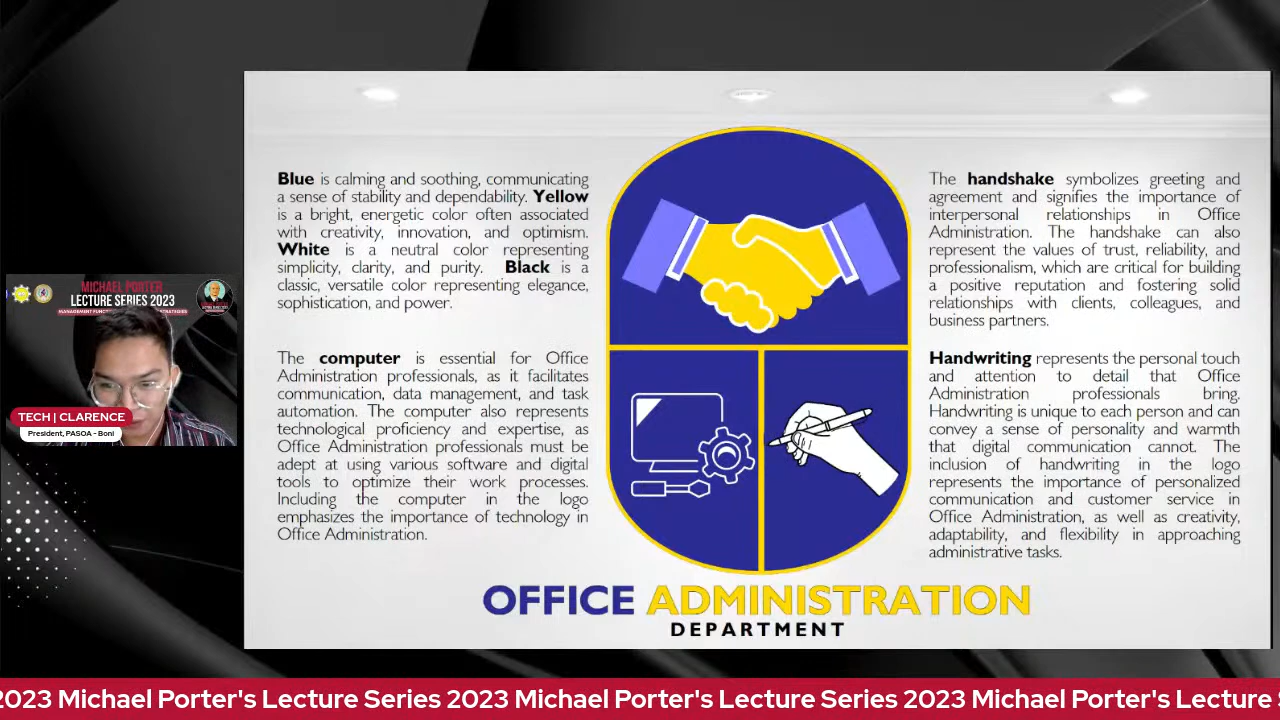 Blue is calming and soothing, communicating
a sense of stability and dependability. Yellow
is a bright, energetic color often associated
with creativity, innovation, and optimism.
White is a neutral color representing
simplicity, clarity, and purity. Black is a
classic, versatile color representing elegance,
sophistication, and power.
The computer is essential for Office
Administration professionals, as it facilitates
communication, data management, and task
automation. The computer also represents
technological proficiency and expertise, as
Office Administration professionals must be
adept at using various software and digital
tools to optimize their work processes.
Including the computer in the logo
emphasizes the importance of technology in
Office Administration.
The handshake symbolizes greeting and
agreement and signifies the importance of
interpersonal relationships in Office
Administration. The handshake can also
represent the values of trust, reliability, and
professionalism, which are critical for building
a positive reputation and fostering solid
relationships with clients, colleagues, and
business partners.
Handwriting represents the personal touch
and attention to detail that Office
Administration professionals bring.
Handwriting is unique to each person and can
convey a sense of personality and warmth
that digital communication cannot. The
inclusion of handwriting in the logo
represents the importance of personalized
communication and customer service in
Office Administration, as well as creativity,
adaptability, and flexibility in approaching
administrative tasks.
OFFICE ADMINISTRATION
DEPARTMENT
MICHAEL PORTER
LECTURE SERIES 2023
TECH | CLARENCE
President, PASOA - Boni
2023 Michael Porter's Lecture Series 2023 Michael Porter's Lecture Series 2023 Michael Porter's Lecture